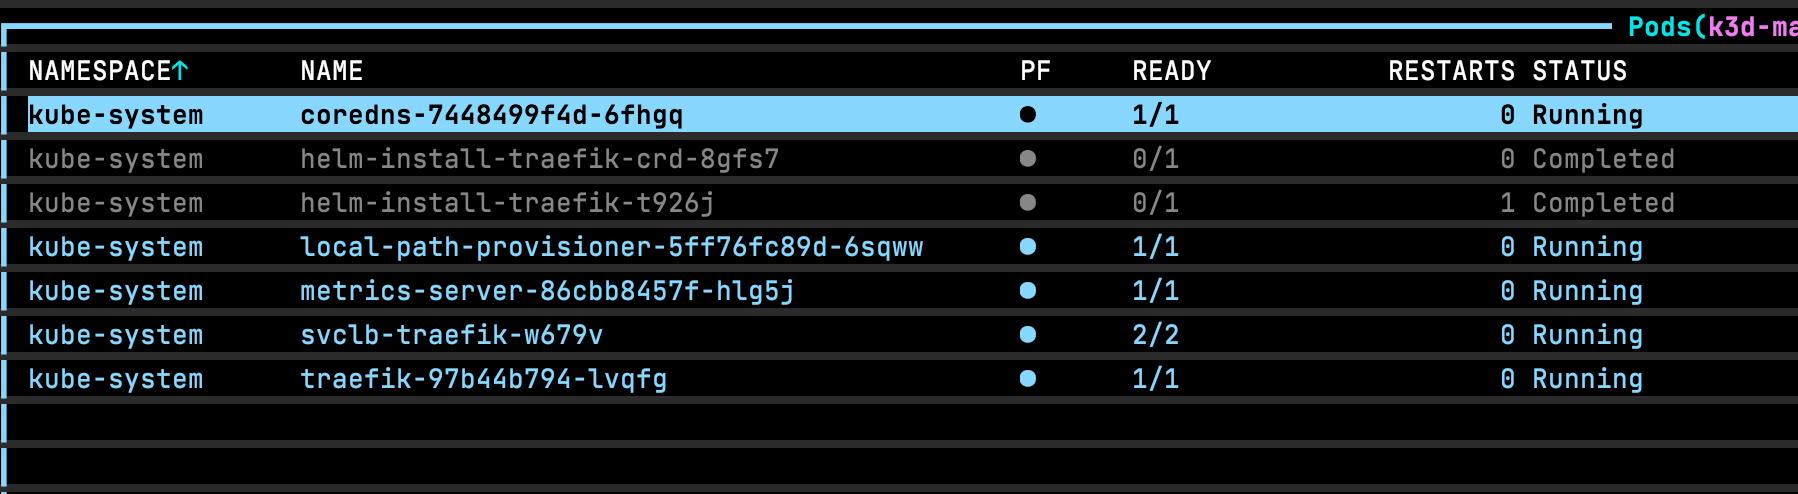 Pods(k3d-ma
NAMESPACE↑ NAME PF READY RESTARTS STATUS
kube-system coredns-7448499f4d-6fhgq ● 1/1 0 Running
kube-system helm-install-traefik-crd-8gfs7 ● 0/1 0 Completed
kube-system helm-install-traefik-t926j ● 0/1 1 Completed
kube-system local-path-provisioner-5ff76fc89d-6sqww ● 1/1 0 Running
kube-system metrics-server-86cbb8457f-hlg5j ● 1/1 0 Running
kube-system svclb-traefik-w679v ● 2/2 0 Running
kube-system traefik-97b44b794-lvqfg ● 1/1 0 Running